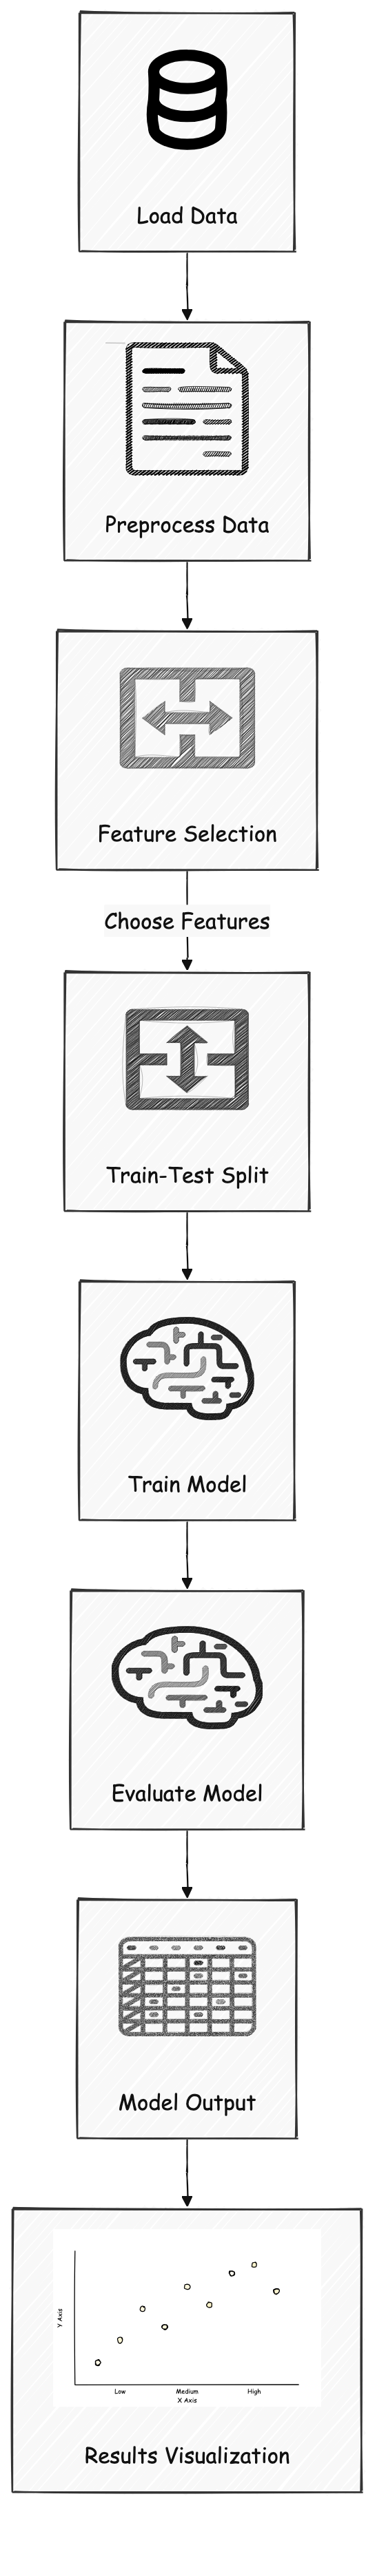 Load Data
Preprocess Data
Feature Selection
Choose Features
Train-Test Split
Train Model
Evaluate Model
Model Output
Y Axis
Low Medium High
X Axis
Results Visualization